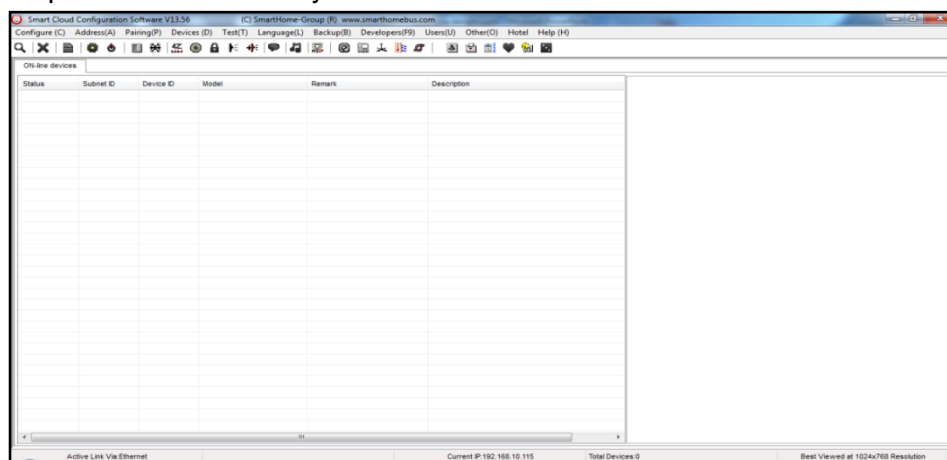 Smart Cloud Configuration Software V13.56 (C) SmartHome-Group (R) www.smarthomebus.com
Configure (C) Address(A) Pairing(P) Devices (D) Test(T) Language(L) Backup(B) Developers(F9) Users(U) Other(O) Hotel Help (H)
ON-line devices
Status Subnet ID Device ID Model Remark Description
Active Link Via:Ethernet Current IP:192.168.10.115 Total Devices:0 Best Viewed at 1024x768 Resolution